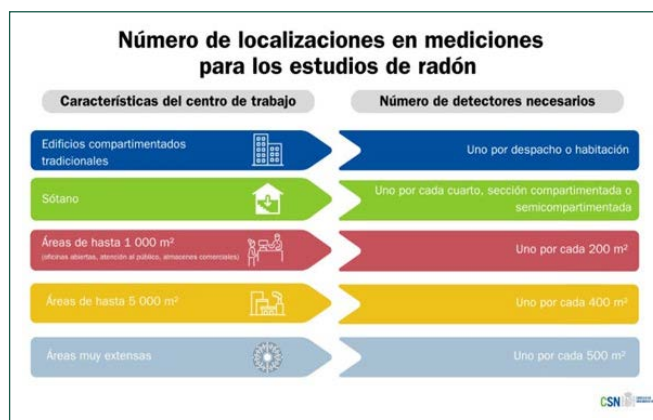 Número de localizaciones en mediciones
para los estudios de radón
Características del centro de trabajo
Número de detectores necesarios
Edificios compartimentados
tradicionales
Uno por despacho o habitación
Sótano
Uno por cada cuarto, sección compartimentada o
semicompartimentada
Áreas de hasta 1 000 m²
(oficinas abiertas, atención al público, almacenes comerciales)
Uno por cada 200 m²
Áreas de hasta 5 000 m²
Uno por cada 400 m²
Áreas muy extensas
Uno por cada 500 m²
CSN